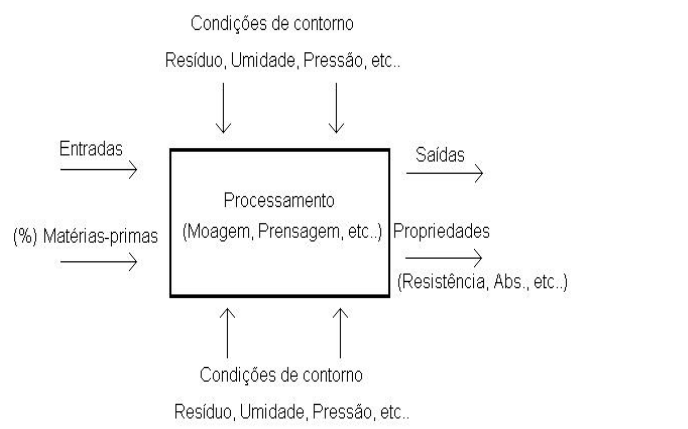 Condições de contorno
Resíduo, Umidade, Pressão, etc..
Entradas
Saídas
Processamento
(%) Matérias-primas
(Moagem, Prensagem, etc..)
Propriedades
(Resistência, Abs., etc..)
Condições de contorno
Resíduo, Umidade, Pressão, etc..